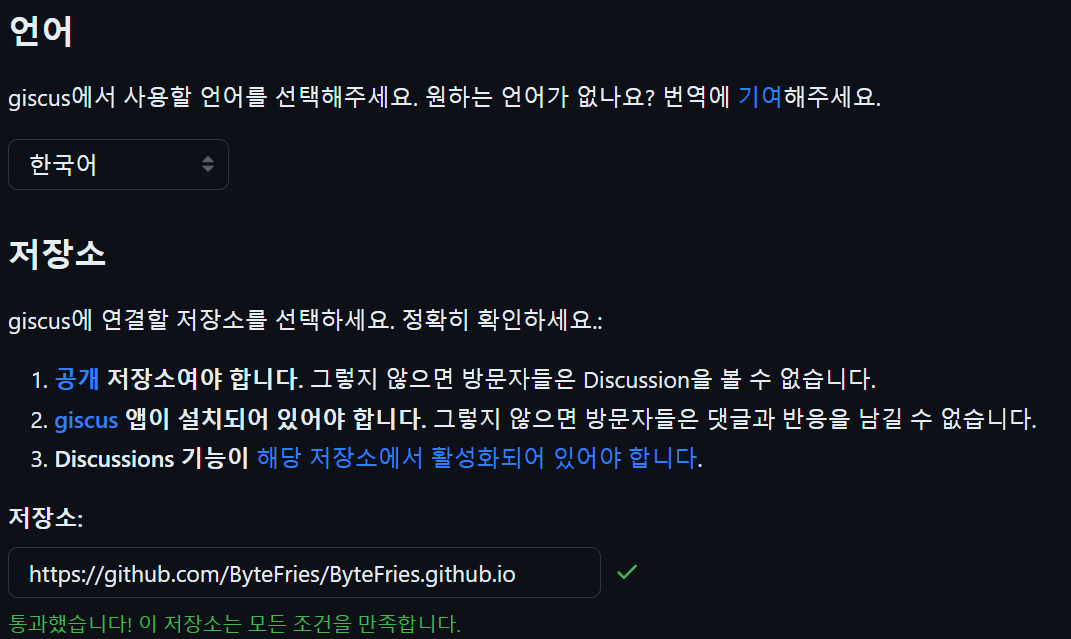 언어
giscus에서 사용할 언어를 선택해주세요. 원하는 언어가 없나요? 번역에 기여해주세요.
한국어
저장소
giscus에 연결할 저장소를 선택하세요. 정확히 확인하세요.:
1. 공개 저장소여야 합니다. 그렇지 않으면 방문자들은 Discussion을 볼 수 없습니다.
2. giscus 앱이 설치되어 있어야 합니다. 그렇지 않으면 방문자들은 댓글과 반응을 남길 수 없습니다.
3. Discussions 기능이 해당 저장소에서 활성화되어 있어야 합니다.
저장소:
https://github.com/ByteFries/ByteFries.github.io
통과했습니다! 이 저장소는 모든 조건을 만족합니다.